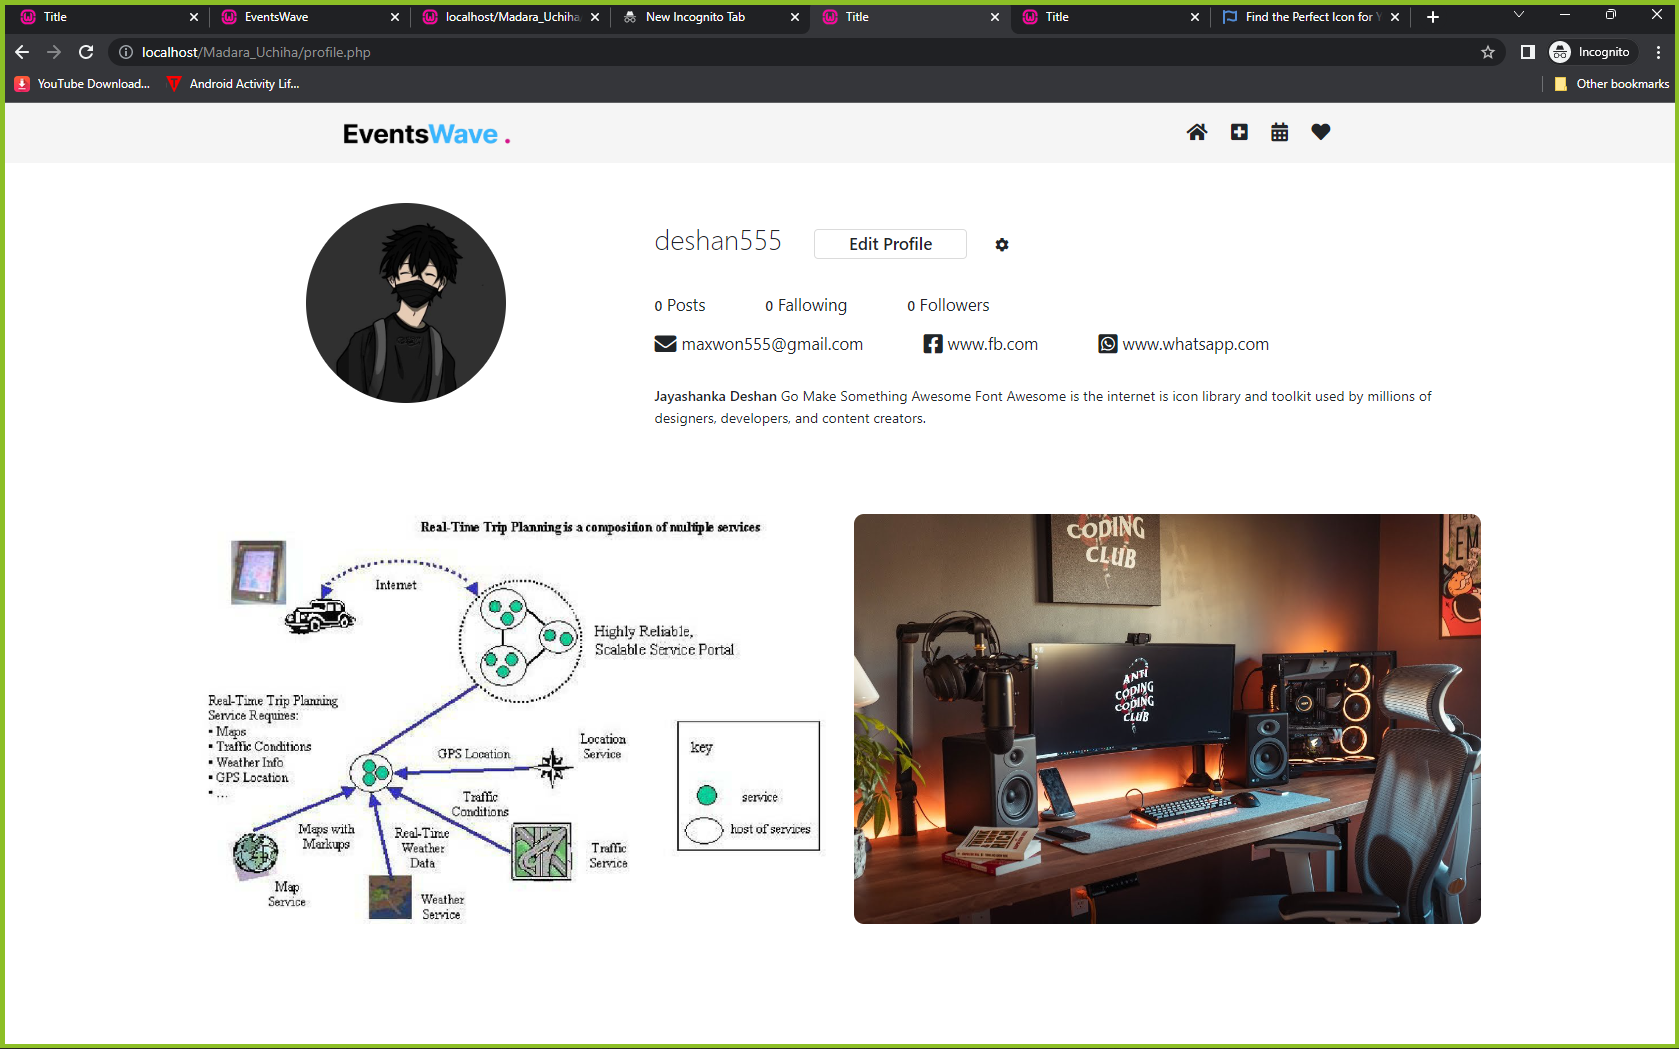 Title
EventsWave
localhost/Madara_Uchiha
New Incognito Tab
Title
Title
Find the Perfect Icon for Y
localhost/Madara_Uchiha/profile.php
Incognito
YouTube Download...
Android Activity Lif...
Other bookmarks
EventsWave .
deshan555
Edit Profile
0 Posts
0 Fallowing
0 Followers
maxwon555@gmail.com
www.fb.com
www.whatsapp.com
Jayashanka Deshan Go Make Something Awesome Font Awesome is the internet is icon library and toolkit used by millions of
designers, developers, and content creators.
Real-Time Trip Planning is a composition of multiple services
Internet
Highly Reliable,
Scalable Service Portal
Real-Time Trip Planning
Service Requires:
▪ Maps
▪ Traffic Conditions
▪ Weather Info
▪ GPS Location
▪ ...
GPS Location
Location
Service
Traffic
Conditions
Maps with
Markups
Real-Time
Weather
Data
Traffic
Service
Map
Service
Weather
Service
key
service
host of services
CODING
CLUB
EM
ANTI
CODING
CODING
CLUB